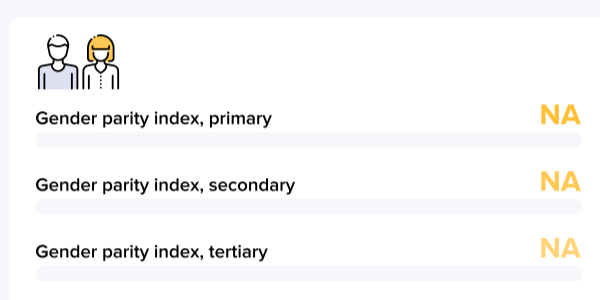 Gender parity index, primary NA
Gender parity index, secondary NA
Gender parity index, tertiary NA